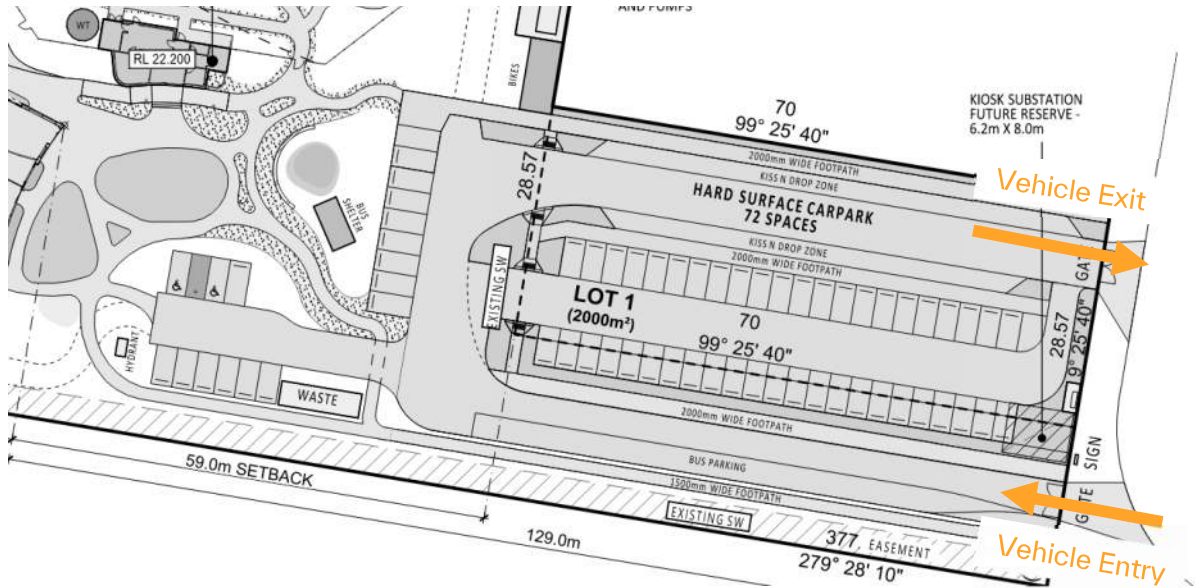 AND PUMPS
WT
RL 22.200
BIKES
70
99° 25' 40"
KIOSK SUBSTATION
FUTURE RESERVE -
6.2m X 8.0m
2000mm WIDE FOOTPATH
KISS N DROP ZONE
Vehicle Exit
28.57
HARD SURFACE CARPARK
72 SPACES
BUS
SHELTER
KISS N DROP ZONE
2000mm WIDE FOOTPATH
GATE
EXISTING SW
LOT 1
(2000m²)
70
99° 25' 40"
28.57
9° 25' 40"
HYDRANT
WASTE
2000mm WIDE FOOTPATH
BUS PARKING
1500mm WIDE FOOTPATH
SIGN
GATE
59.0m SETBACK
EXISTING SW
129.0m
377
EASEMENT
279° 28' 10"
Vehicle Entry